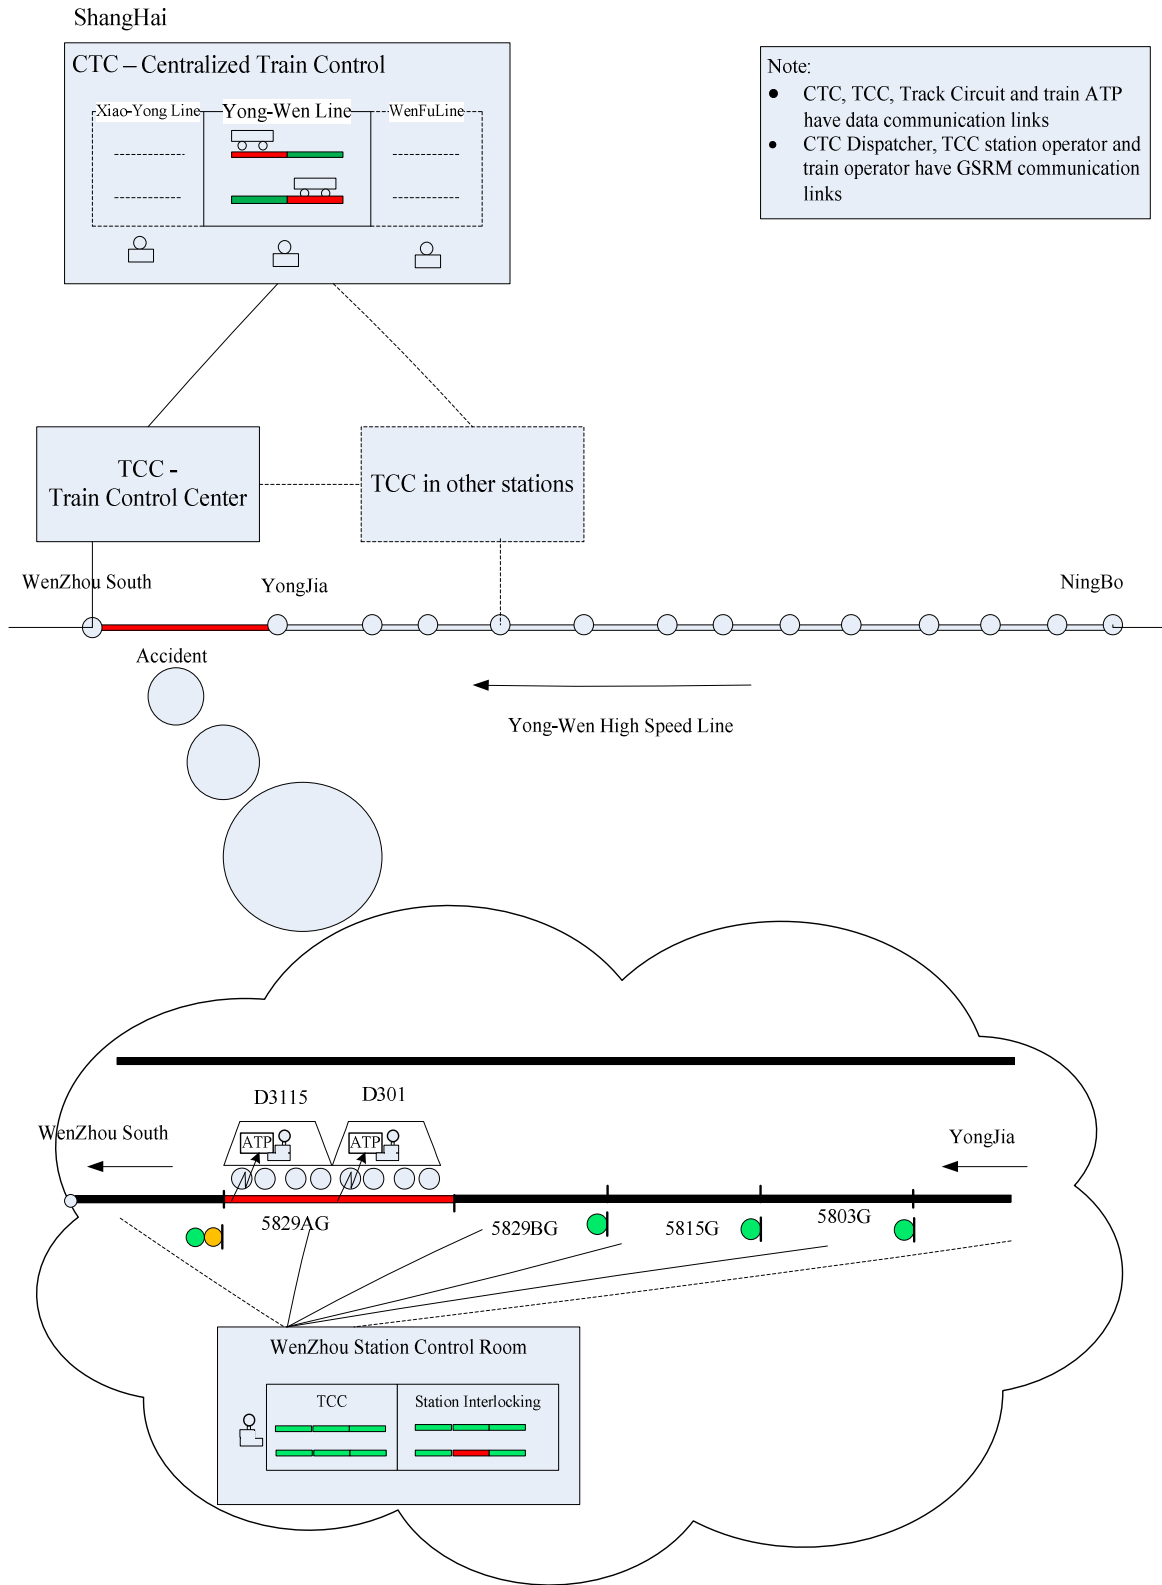 ShangHai
CTC – Centralized Train Control
Xiao-Yong Line
Yong-Wen Line
WenFuLine
Note:
● CTC, TCC, Track Circuit and train ATP
have data communication links
● CTC Dispatcher, TCC station operator and
train operator have GSRM communication
links
TCC -
Train Control Center
TCC in other stations
WenZhou South
YongJia
NingBo
Accident
Yong-Wen High Speed Line
D3115
D301
WenZhou South
ATP
ATP
YongJia
5829AG
5829BG
5815G
5803G
WenZhou Station Control Room
TCC
Station Interlocking